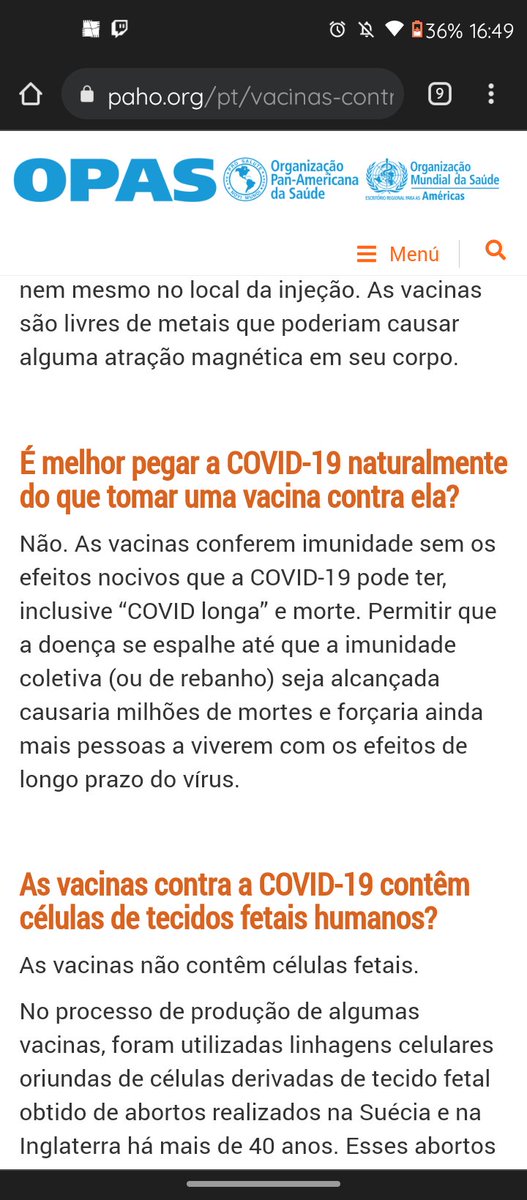 36% 16:49
paho.org/pt/vacinas-contr
9
OPAS
Organização
Pan-Americana
da Saúde
Organização
Mundial da Saúde
ESCRITÓRIO REGIONAL PARA AS Américas
Menú
nem mesmo no local da injeção. As vacinas
são livres de metais que poderiam causar
alguma atração magnética em seu corpo.
É melhor pegar a COVID-19 naturalmente
do que tomar uma vacina contra ela?
Não. As vacinas conferem imunidade sem os
efeitos nocivos que a COVID-19 pode ter,
inclusive “COVID longa” e morte. Permitir que
a doença se espalhe até que a imunidade
coletiva (ou de rebanho) seja alcançada
causaria milhões de mortes e forçaria ainda
mais pessoas a viverem com os efeitos de
longo prazo do vírus.
As vacinas contra a COVID-19 contêm
células de tecidos fetais humanos?
As vacinas não contêm células fetais.
No processo de produção de algumas
vacinas, foram utilizadas linhagens celulares
oriundas de células derivadas de tecido fetal
obtido de abortos realizados na Suécia e na
Inglaterra há mais de 40 anos. Esses abortos